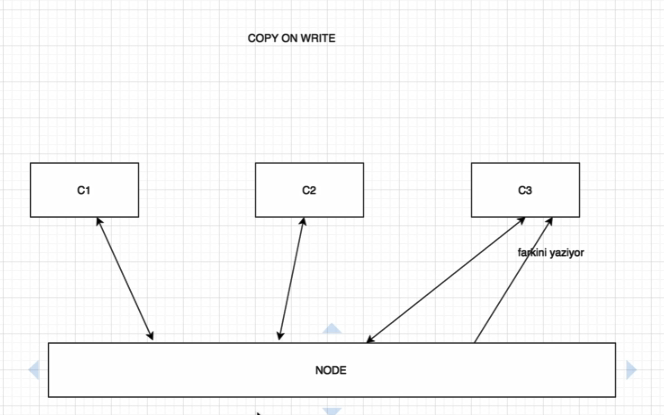 COPY ON WRITE
C1
C2
C3
farkini yaziyor
NODE